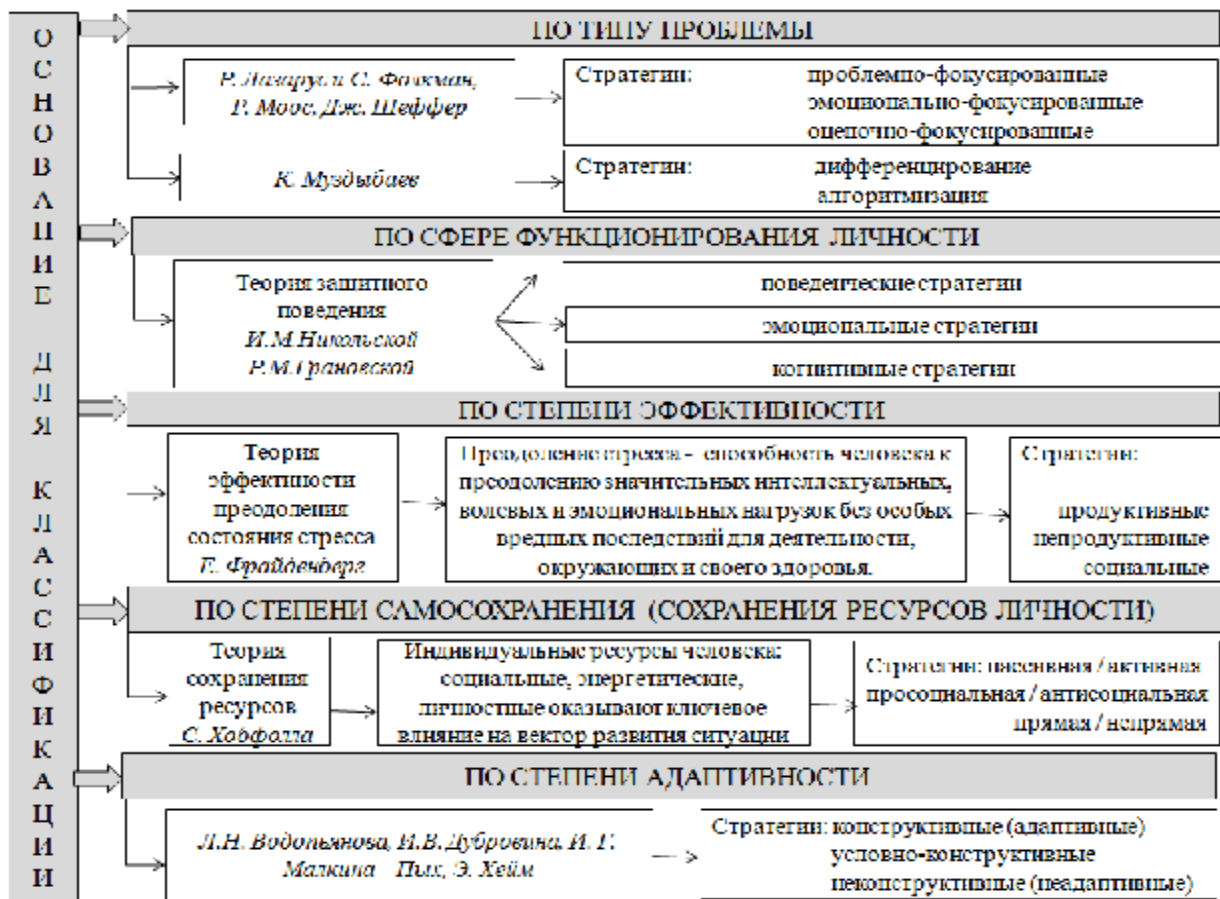 ОСНОВАНИЕ ДЛЯ КЛАССИФИКАЦИИ
ПО ТИПУ ПРОБЛЕМЫ
Р. Лазарус и С. Фолкман,
Р. Моос, Дж. Шеффер
Стратегии: проблемно-фокусированные
эмоционально-фокусированные
оценочно-фокусированные
К. Муздыбаев
Стратегии: дифференцирование
алгоритмизация
ПО СФЕРЕ ФУНКЦИОНИРОВАНИЯ ЛИЧНОСТИ
Теория защитного
поведения
И.М.Никольской
Р.М.Грановской
поведенческие стратегии
эмоциональные стратегии
когнитивные стратегии
ПО СТЕПЕНИ ЭФФЕКТИВНОСТИ
Теория
эффектиности
преодоления
состояния стресса
Е. Фрайденберг
Преодоление стресса - способность человека к
преодолению значительных интеллектуальных,
волевых и эмоциональных нагрузок без особых
вредных последствий для деятельности,
окружающих и своего здоровья.
Стратегии:
продуктивные
непродуктивные
социальные
ПО СТЕПЕНИ САМОСОХРАНЕНИЯ (СОХРАНЕНИЯ РЕСУРСОВ ЛИЧНОСТИ)
Теория
сохранения
ресурсов
С. Хобфолла
Индивидуальные ресурсы человека:
социальные, энергетические,
личностные оказывают ключевое
влияние на вектор развития ситуации
Стратегии: пассивная / активная
просоциальная / антисоциальная
прямая / непрямая
ПО СТЕПЕНИ АДАПТИВНОСТИ
Л.Н. Водопьянова, И.В. Дубровина, И. Г.
Малкина Пых, Э. Хейм
Стратегии: конструктивные (адаптивные)
условно-конструктивные
неконструктивные (неадаптивные)